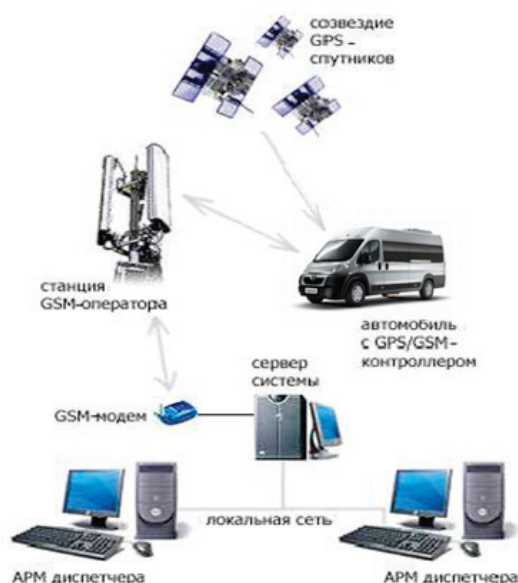 созвездие
GPS -
спутников
станция
GSM-оператора
автомобиль
с GPS/GSM-
контроллером
сервер
системы
GSM-модем
локальная сеть
АРМ диспетчера
АРМ диспетчера